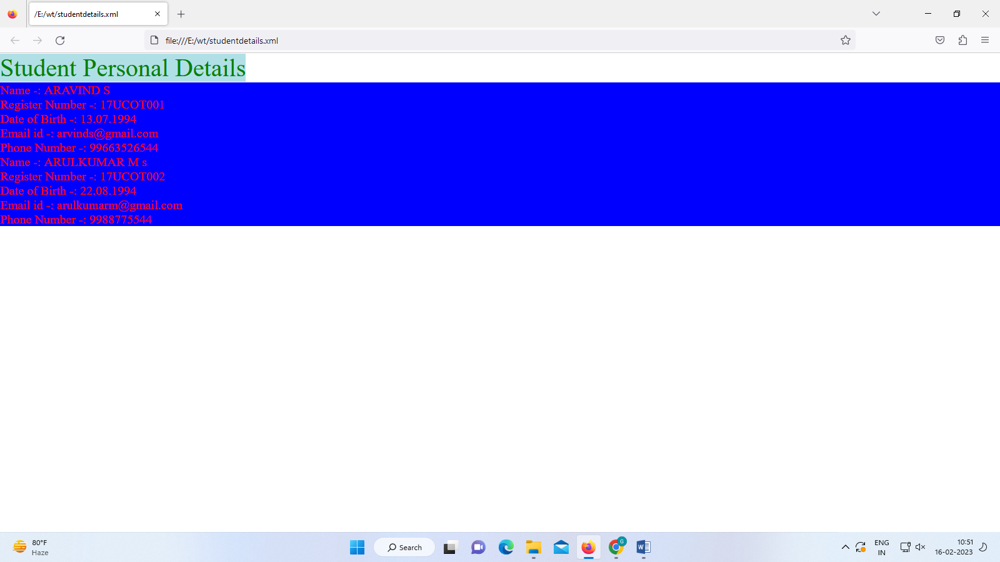 /E:/wt/studentdetails.xml
file:///E:/wt/studentdetails.xml
Student Personal Details
Name -: ARAVIND S
Register Number -: 17UCOT001
Date of Birth -: 13.07.1994
Email id -: arvinds@gmail.com
Phone Number -: 99663526544
Name -: ARULKUMAR M s
Register Number -: 17UCOT002
Date of Birth -: 22.08.1994
Email id -: arulkumarm@gmail.com
Phone Number -: 9988775544
80°F
Haze
Search
G
W
ENG
IN
10:51
16-02-2023